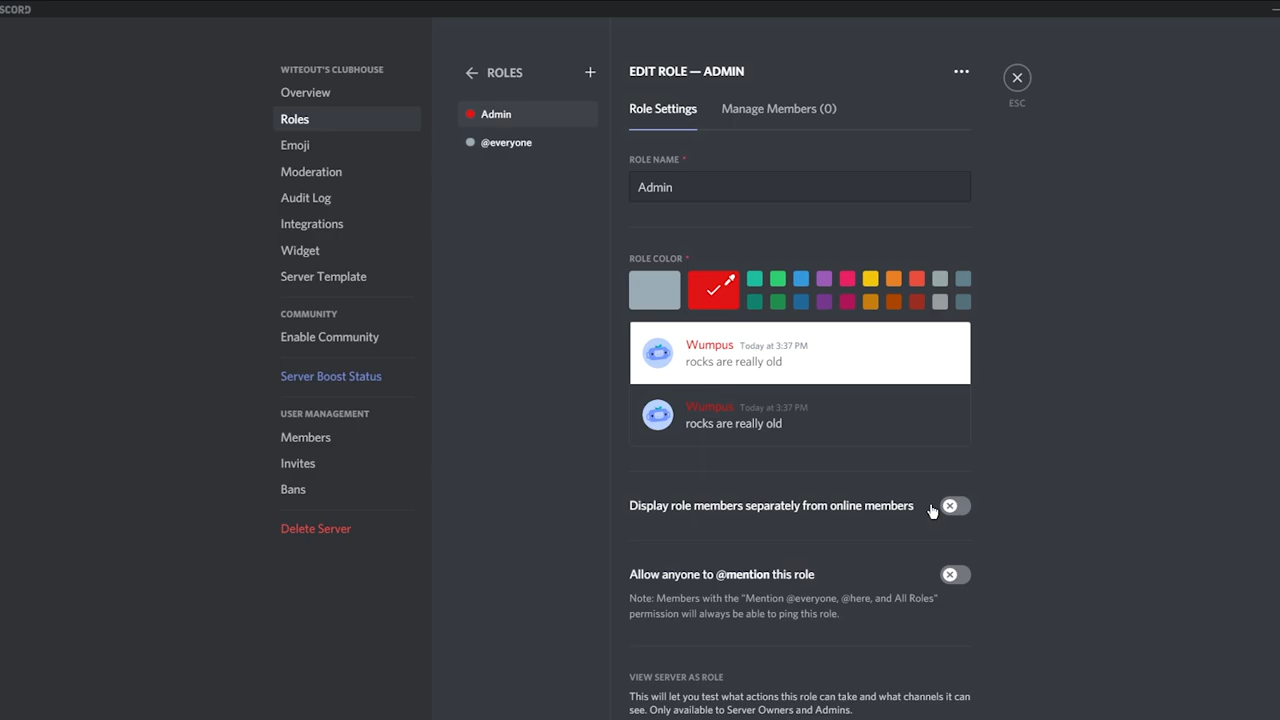 SCORD
WITEOUT'S CLUBHOUSE
Overview
Roles
Emoji
Moderation
Audit Log
Integrations
Widget
Server Template
COMMUNITY
Enable Community
Server Boost Status
USER MANAGEMENT
Members
Invites
Bans
Delete Server
ROLES
Admin
@everyone
EDIT ROLE — ADMIN
ESC
Role Settings Manage Members (0)
ROLE NAME *
Admin
ROLE COLOR *
Wumpus Today at 3:37 PM
rocks are really old
Wumpus Today at 3:37 PM
rocks are really old
Display role members separately from online members
Allow anyone to @mention this role
Note: Members with the "Mention @everyone, @here, and All Roles"
permission will always be able to ping this role.
VIEW SERVER AS ROLE
This will let you test what actions this role can take and what channels it can
see. Only available to Server Owners and Admins.